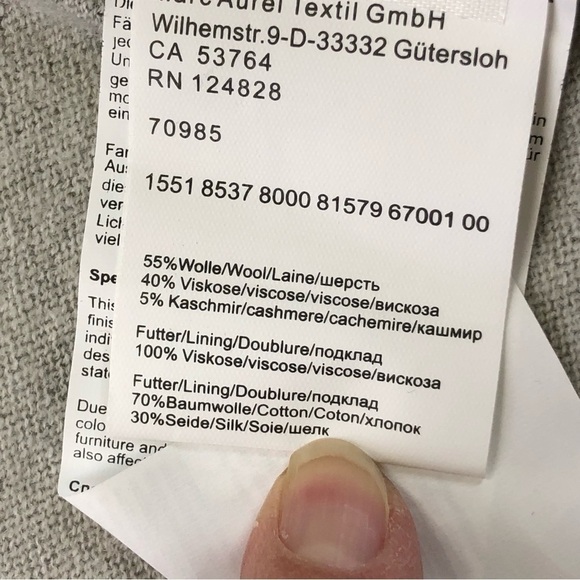 Aurel Textil GmbH
Wilhemstr.9-D-33332 Gütersloh
CA 53764
RN 124828
70985
1551 8537 8000 81579 67001 00
55%Wolle/Wool/Laine/шерсть
40% Viskose/viscose/viscose/вискоза
5% Kaschmir/cashmere/cachemire/кашмир
Futter/Lining/Doublure/подклад
100% Viskose/viscose/viscose/вискоза
Futter/Lining/Doublure/подклад
70%Baumwolle/Cotton/Coton/хлопок
30%Seide/Silk/Soie/шелк
die
This
Due
furniture and
also